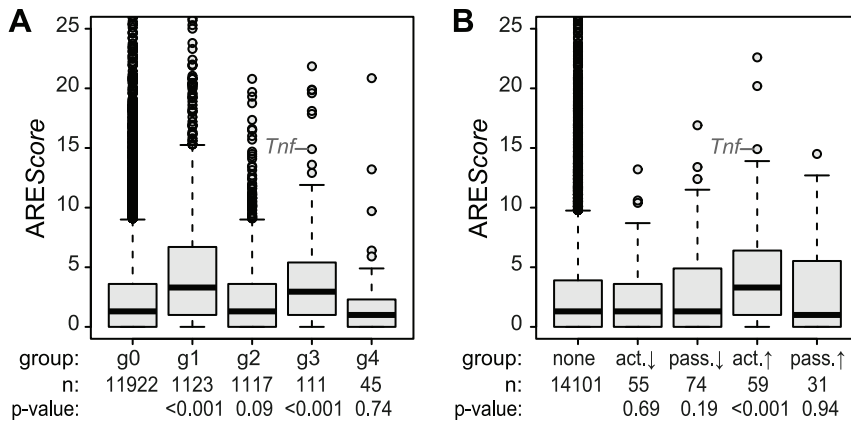 A
B
AREScore
25
20
15
10
5
0
Tnf
group: g0 g1 g2 g3 g4
n: 11922 1123 1117 111 45
p-value: <0.001 0.09 <0.001 0.74
AREScore
25
20
15
10
5
0
Tnf
group: none act.↓ pass.↓ act.↑ pass.↑
n: 14101 55 74 59 31
p-value: 0.69 0.19 <0.001 0.94